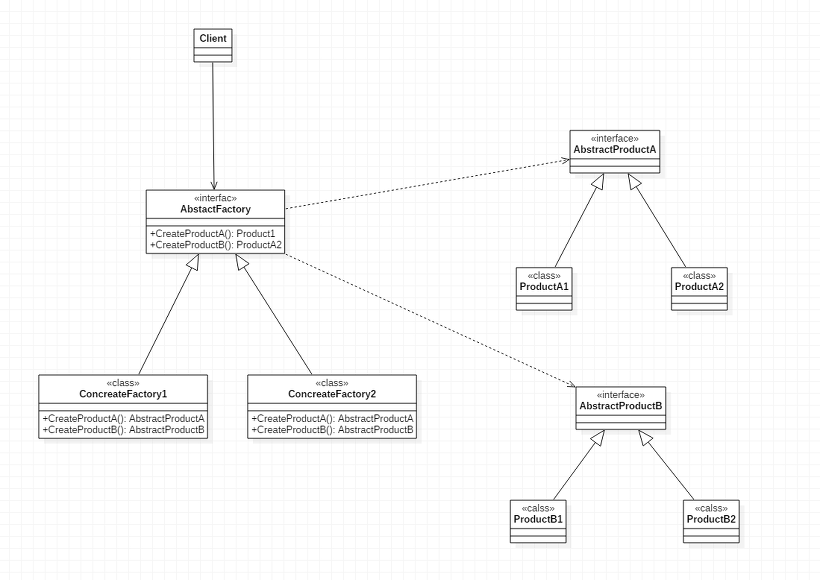 Client
«interfac»
AbstactFactory
+CreateProductA(): Product1
+CreateProductB(): ProductA2
«interface»
AbstractProductA
«class»
ProductA1
«class»
ProductA2
«class»
ConcreateFactory1
+CreateProductA(): AbstractProductA
+CreateProductB(): AbstractProductB
«class»
ConcreateFactory2
+CreateProductA(): AbstractProductA
+CreateProductB(): AbstractProductB
«interface»
AbstractProductB
«calss»
ProductB1
«calss»
ProductB2